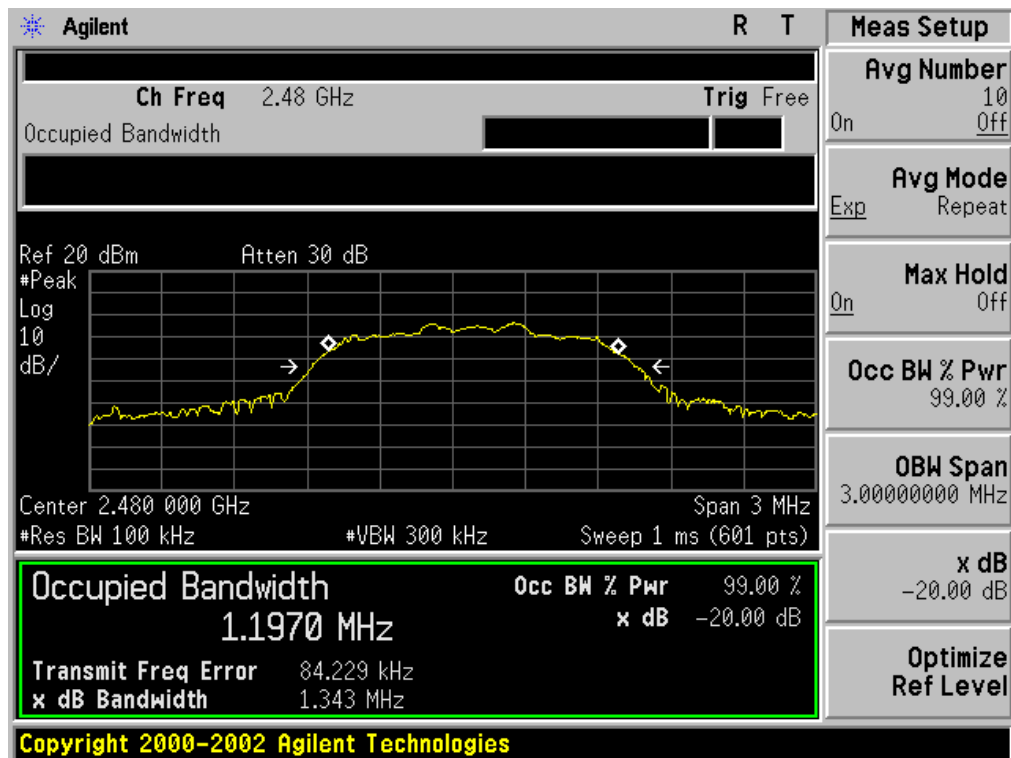 Agilent R T
Ch Freq 2.48 GHz Trig Free
Occupied Bandwidth
Ref 20 dBm Atten 30 dB
#Peak
Log
10
dB/
Center 2.480 000 GHz Span 3 MHz
#Res BW 100 kHz #VBW 300 kHz Sweep 1 ms (601 pts)
Occupied Bandwidth
1.1970 MHz
Occ BW % Pwr 99.00 %
x dB -20.00 dB
Transmit Freq Error 84.229 kHz
x dB Bandwidth 1.343 MHz
Copyright 2000-2002 Agilent Technologies
Meas Setup
Avg Number
10
On Off
Avg Mode
Exp Repeat
Max Hold
On Off
Occ BW % Pwr
99.00 %
OBW Span
3.00000000 MHz
x dB
-20.00 dB
Optimize
Ref Level